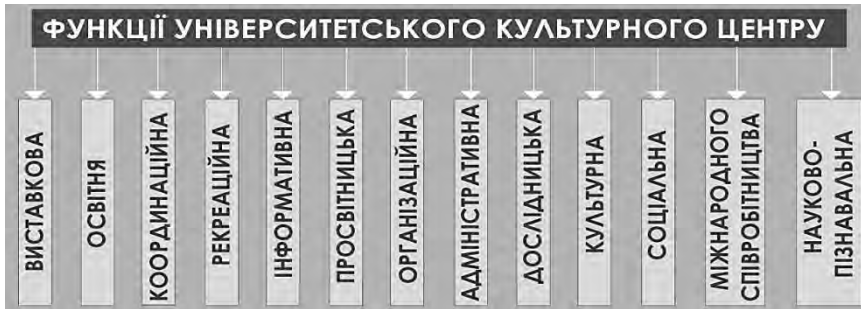 ФУНКЦІЇ УНІВЕРСИТЕТСЬКОГО КУЛЬТУРНОГО ЦЕНТРУ
ВИСТАВКОВА
ОСВІТНЯ
КООРДИНАЦІЙНА
РЕКРЕАЦІЙНА
ІНФОРМАТИВНА
ПРОСВІТНИЦЬКА
ОРГАНІЗАЦІЙНА
АДМІНІСТРАТИВНА
ДОСЛІДНИЦЬКА
КУЛЬТУРНА
СОЦІАЛЬНА
МІЖНАРОДНОГО
СПІВРОБІТНИЦТВА
НАУКОВО-
ПІЗНАВАЛЬНА